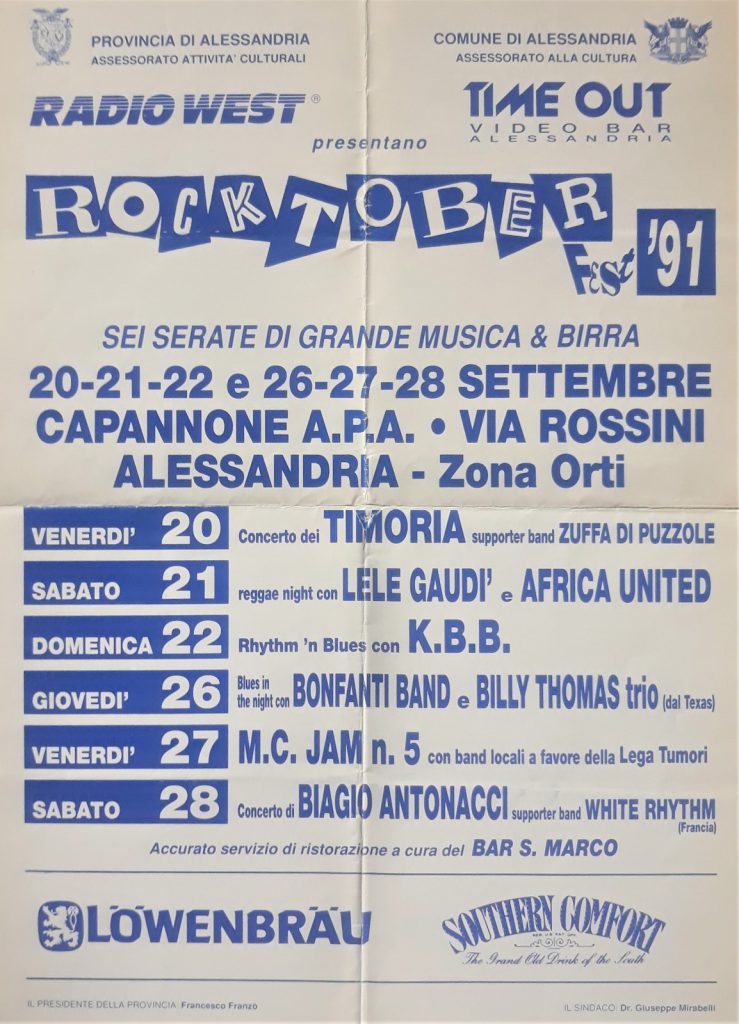 PROVINCIA DI ALESSANDRIA
ASSESSORATO ATTIVITA' CULTURALI
COMUNE DI ALESSANDRIA
ASSESSORATO ALLA CULTURA
RADIO WEST®
TIME OUT
VIDEO BAR
ALESSANDRIA
presentano
ROCKTOBER
FEST '91
SEI SERATE DI GRANDE MUSICA & BIRRA
20-21-22 e 26-27-28 SETTEMBRE
CAPANNONE A.P.A. • VIA ROSSINI
ALESSANDRIA - Zona Orti
VENERDI' 20 Concerto dei TIMORIA supporter band ZUFFA DI PUZZOLE
SABATO 21 reggae night con LELE GAUDI' e AFRICA UNITED
DOMENICA 22 Rhythm 'n Blues con K.B.B.
GIOVEDI' 26 Blues in the night con BONFANTI BAND e BILLY THOMAS trio (dal Texas)
VENERDI' 27 M.C. JAM n. 5 con band locali a favore della Lega Tumori
SABATO 28 Concerto di BIAGIO ANTONACCI supporter band WHITE RHYTHM
(Francia)
Accurato servizio di ristorazione a cura del BAR S. MARCO
LÖWENBRÄU
SOUTHERN COMFORT
The Grand Old Drink of the South
IL PRESIDENTE DELLA PROVINCIA: Francesco Franzò
IL SINDACO: Dr. Giuseppe Mirabelli